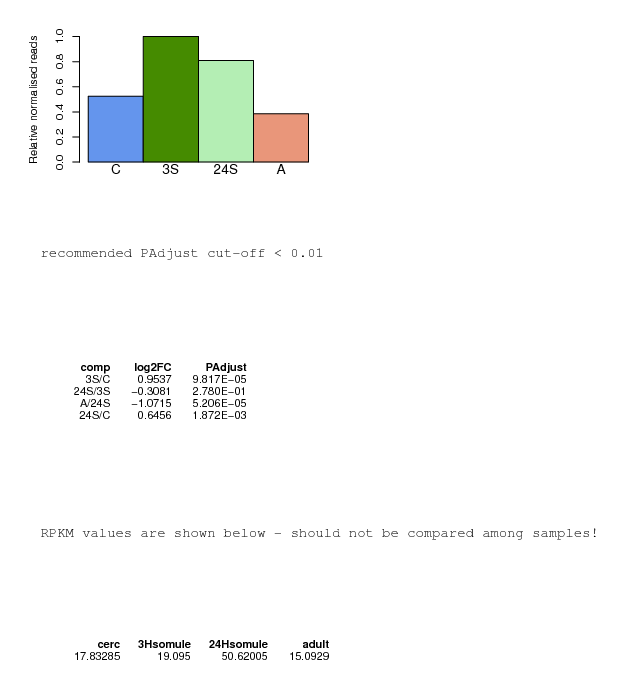 Relative normalised reads
1.0
0.8
0.6
0.4
0.2
0.0
C 3S 24S A
recommended PAdjust cut-off < 0.01
comp log2FC PAdjust
3S/C 0.9537 9.817E-05
24S/3S -0.3081 2.780E-01
A/24S -1.0715 5.206E-05
24S/C 0.6456 1.872E-03
RPKM values are shown below - should not be compared among samples!
cerc 3Hsomule 24Hsomule adult
17.83285 19.095 50.62005 15.0929